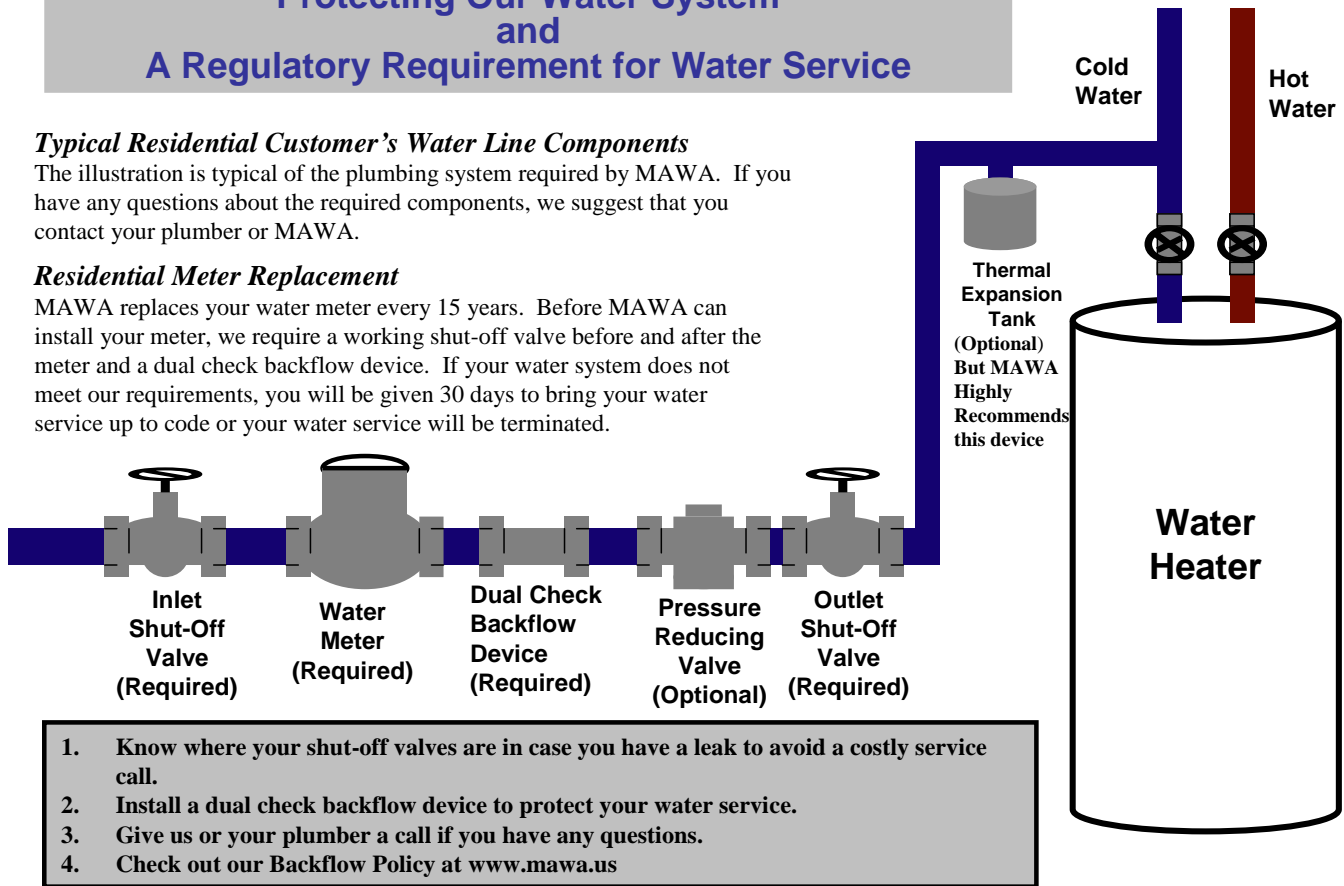 Protecting Our Water System
and
A Regulatory Requirement for Water Service
Cold
Water
Hot
Water
Typical Residential Customer’s Water Line Components
The illustration is typical of the plumbing system required by MAWA.  If you
have any questions about the required components, we suggest that you
contact your plumber or MAWA.
Residential Meter Replacement
MAWA replaces your water meter every 15 years.  Before MAWA can
install your meter, we require a working shut-off valve before and after the
meter and a dual check backflow device.  If your water system does not
meet our requirements, you will be given 30 days to bring your water
service up to code or your water service will be terminated.
Thermal
Expansion
Tank
(Optional)
But MAWA
Highly
Recommends
this device
Water
Heater
Inlet
Shut-Off
Valve
(Required)
Water
Meter
(Required)
Dual Check
Backflow
Device
(Required)
Pressure
Reducing
Valve
(Optional)
Outlet
Shut-Off
Valve
(Required)
1. Know where your shut-off valves are in case you have a leak to avoid a costly service
call.
2. Install a dual check backflow device to protect your water service.
3. Give us or your plumber a call if you have any questions.
4. Check out our Backflow Policy at www.mawa.us